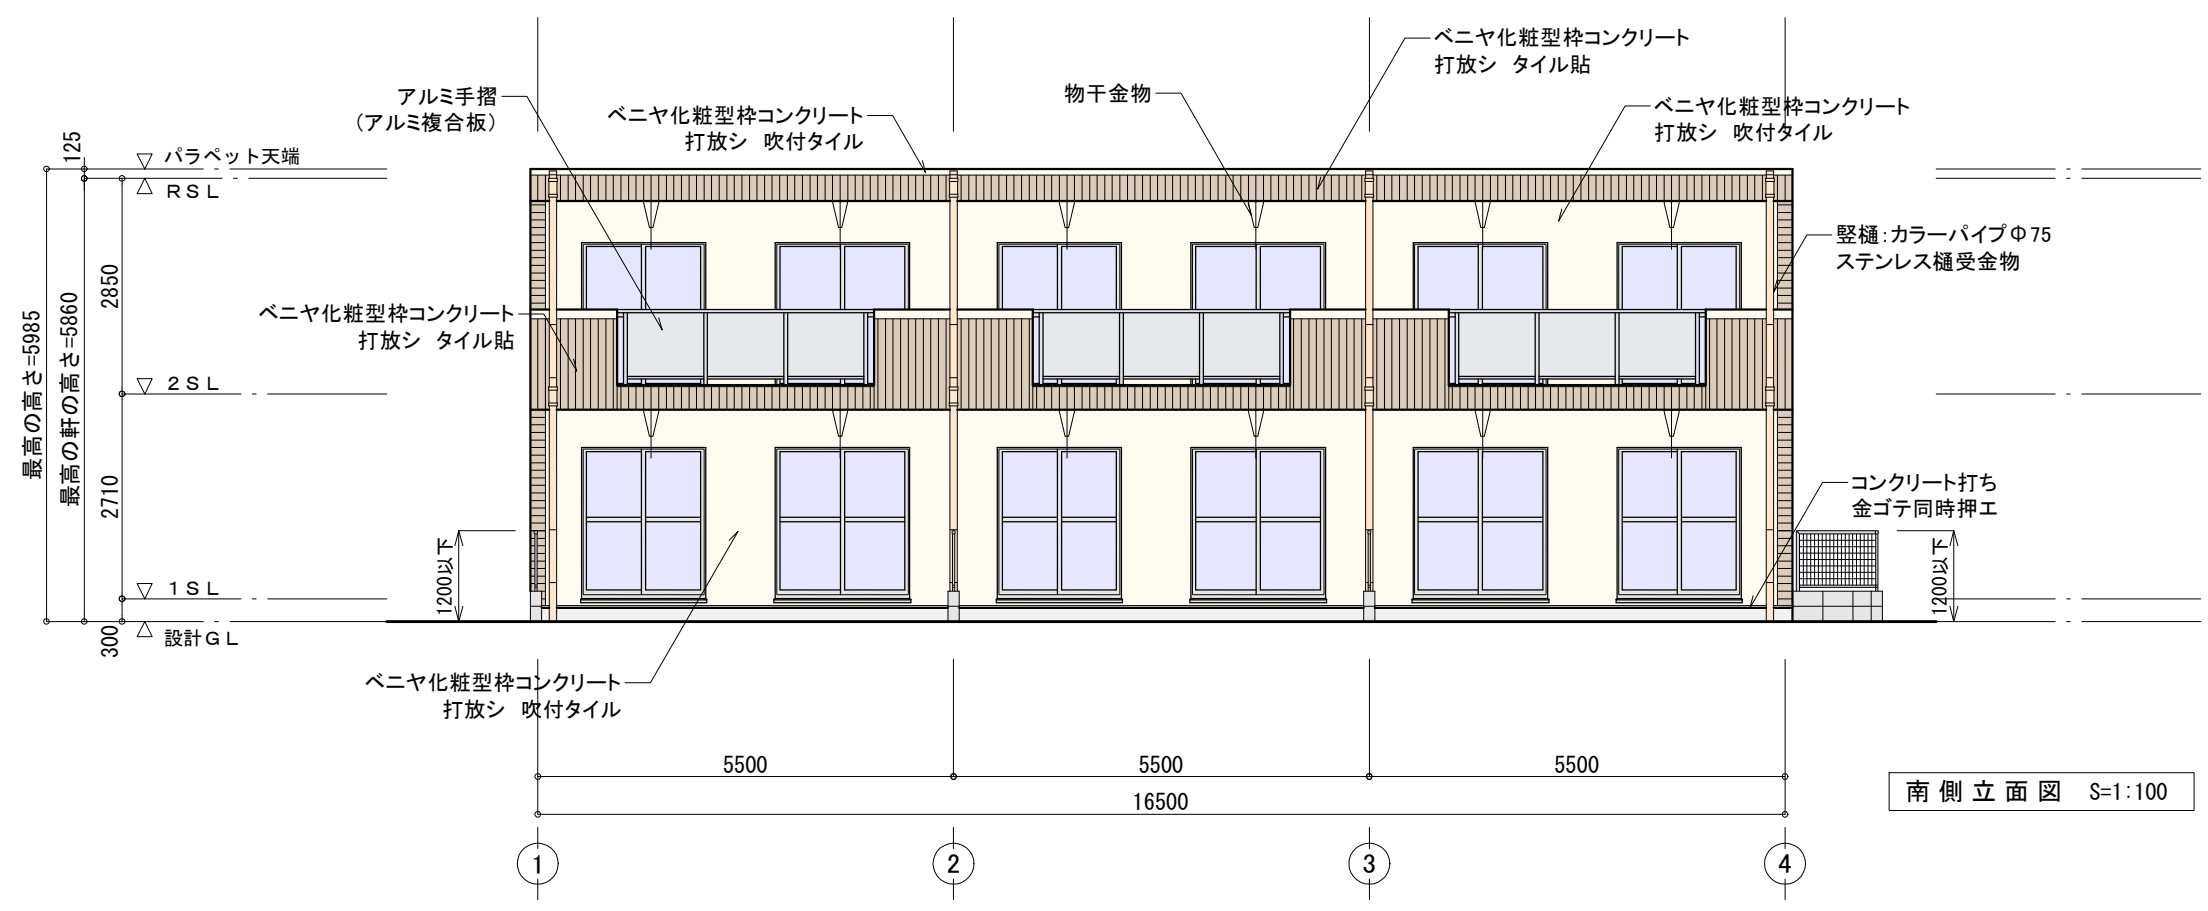 ベニヤ化粧型枠コンクリート
打放シ タイル貼
アルミ手摺
(アルミ複合板)
ベニヤ化粧型枠コンクリート
打放シ 吹付タイル
物干金物
ベニヤ化粧型枠コンクリート
打放シ 吹付タイル
125
パラペット天端
RSL
竪樋:カラーパイプΦ75
ステンレス樋受金物
2850
ベニヤ化粧型枠コンクリート
打放シ タイル貼
最高の高さ=5985
最高の軒の高さ=5860
2SL
2710
コンクリート打ち
金ゴテ同時押エ
1200以下
1200以下
1SL
300
設計GL
ベニヤ化粧型枠コンクリート
打放シ 吹付タイル
5500
5500
5500
16500
南側立面図 S=1:100
1
2
3
4